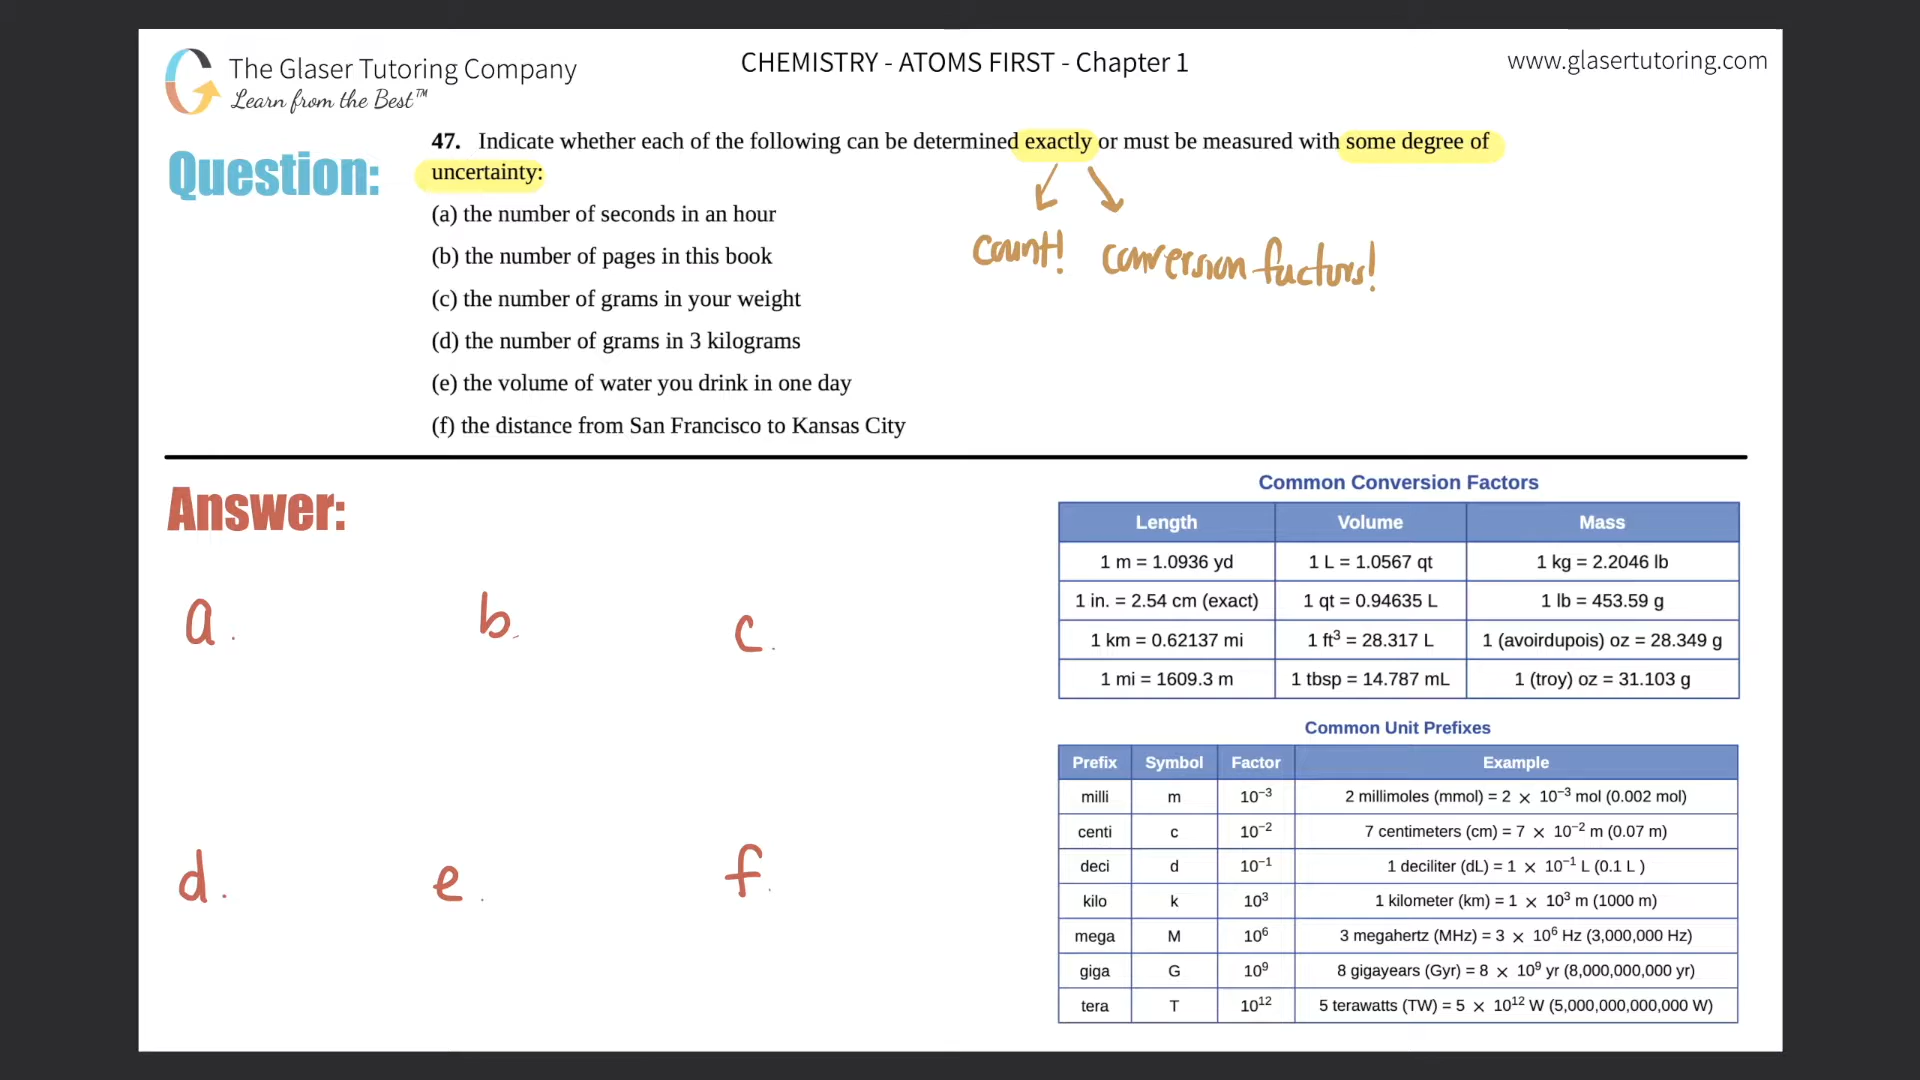 The Glaser Tutoring Company
Learn from the Best™
CHEMISTRY - ATOMS FIRST - Chapter 1
www.glasertutoring.com
Question:
47. Indicate whether each of the following can be determined exactly or must be measured with some degree of
uncertainty:
(a) the number of seconds in an hour
(b) the number of pages in this book
(c) the number of grams in your weight
(d) the number of grams in 3 kilograms
(e) the volume of water you drink in one day
(f) the distance from San Francisco to Kansas City
count! conversion factors!
Answer:
a. b. c.
d. e. f.
Common Conversion Factors
Length Volume Mass
1 m = 1.0936 yd 1 L = 1.0567 qt 1 kg = 2.2046 lb
1 in. = 2.54 cm (exact) 1 qt = 0.94635 L 1 lb = 453.59 g
1 km = 0.62137 mi 1 ft³ = 28.317 L 1 (avoirdupois) oz = 28.349 g
1 mi = 1609.3 m 1 tbsp = 14.787 mL 1 (troy) oz = 31.103 g
Common Unit Prefixes
Prefix Symbol Factor Example
milli m 10⁻³ 2 millimoles (mmol) = 2 × 10⁻³ mol (0.002 mol)
centi c 10⁻² 7 centimeters (cm) = 7 × 10⁻² m (0.07 m)
deci d 10⁻¹ 1 deciliter (dL) = 1 × 10⁻¹ L (0.1 L )
kilo k 10³ 1 kilometer (km) = 1 × 10³ m (1000 m)
mega M 10⁶ 3 megahertz (MHz) = 3 × 10⁶ Hz (3,000,000 Hz)
giga G 10⁹ 8 gigayears (Gyr) = 8 × 10⁹ yr (8,000,000,000 yr)
tera T 10¹² 5 terawatts (TW) = 5 × 10¹² W (5,000,000,000,000 W)